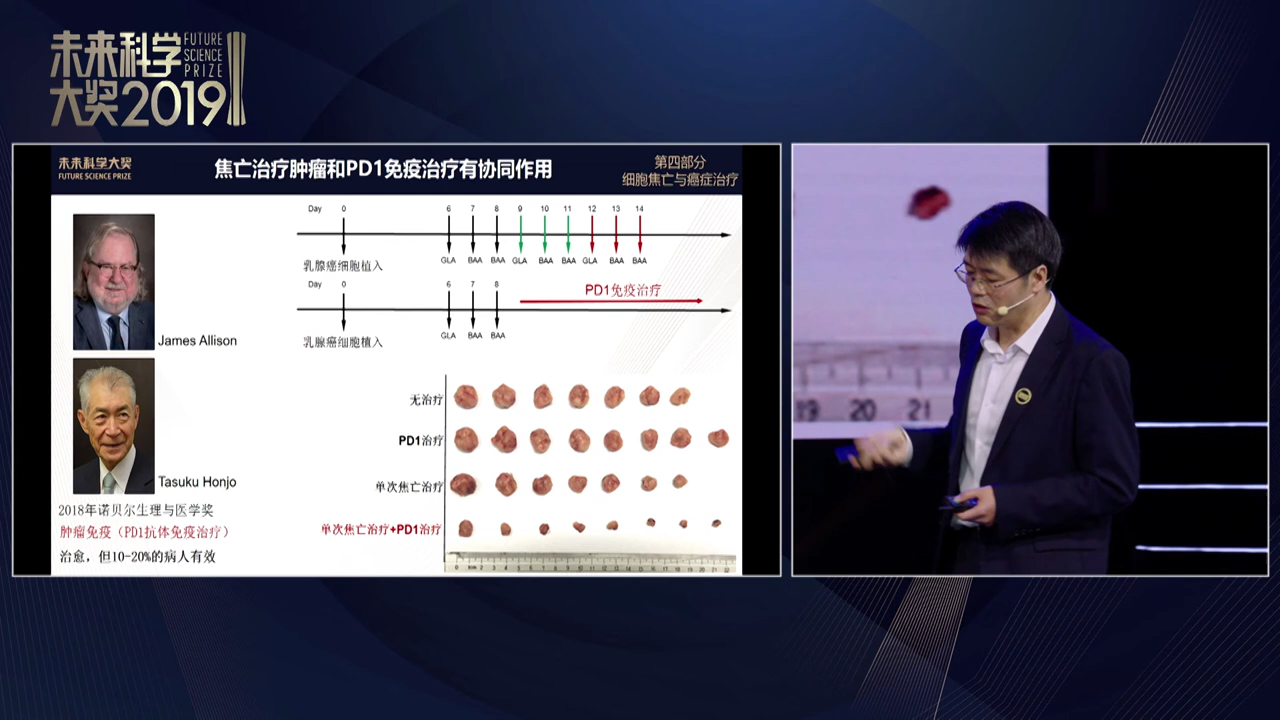 未来科学
大奖2019
FUTURE
SCIENCE
PRIZE
未来科学大奖
FUTURE SCIENCE PRIZE
焦亡治疗肿瘤和PD1免疫治疗有协同作用
第四部分
细胞焦亡与癌症治疗
Day 0 6 7 8 9 10 11 12 13 14
GLA BAA BAA GLA BAA BAA GLA BAA BAA
乳腺癌细胞植入
Day 0 6 7 8
PD1免疫治疗
GLA BAA BAA
乳腺癌细胞植入
James Allison
Tasuku Honjo
2018年诺贝尔生理与医学奖
肿瘤免疫（PD1抗体免疫治疗）
治愈，但10-20%的病人有效
无治疗
PD1治疗
单次焦亡治疗
单次焦亡治疗+PD1治疗
19 20 21